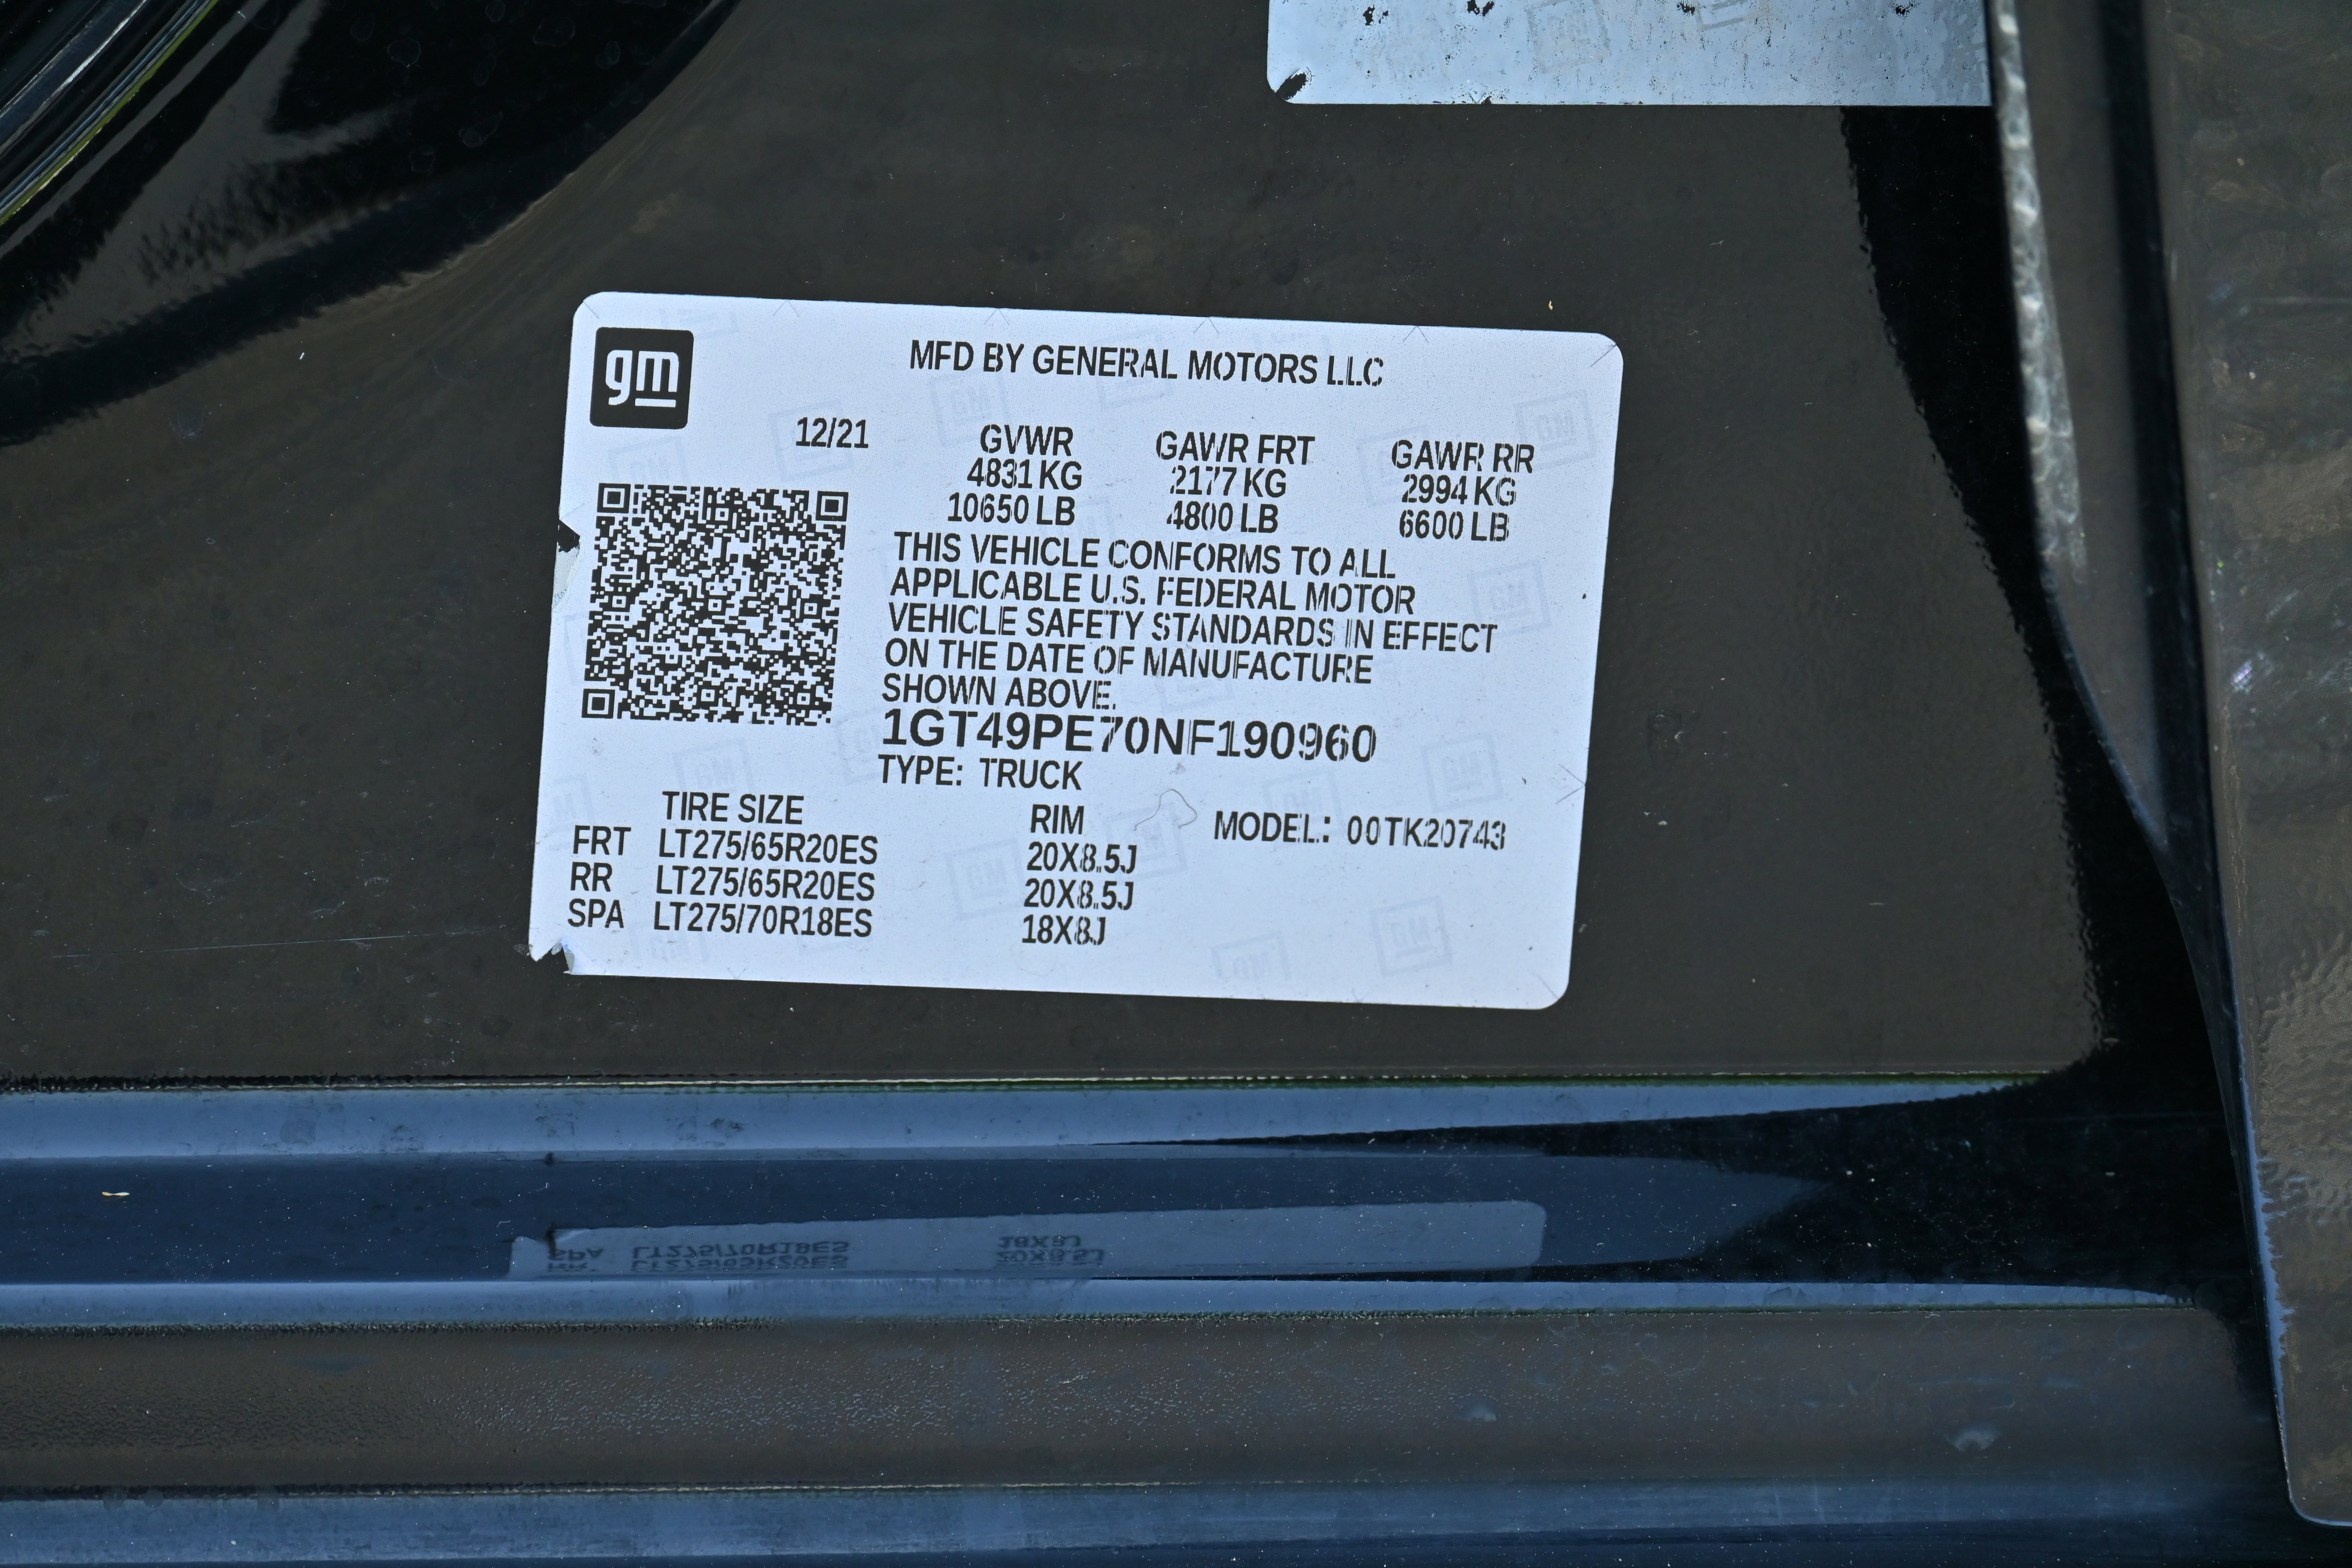 gm
MFD BY GENERAL MOTORS LLC
12/21 GVWR GAWR FRT GAWR RR
4831 KG 2177 KG 2994 KG
10650 LB 4800 LB 6600 LB
THIS VEHICLE CONFORMS TO ALL
APPLICABLE U.S. FEDERAL MOTOR
VEHICLE SAFETY STANDARDS IN EFFECT
ON THE DATE OF MANUFACTURE
SHOWN ABOVE.
1GT49PE70NF190960
TYPE: TRUCK
TIRE SIZE RIM MODEL: 00TK20743
FRT LT275/65R20ES 20X8.5J
RR LT275/65R20ES 20X8.5J
SPA LT275/70R18ES 18X8J